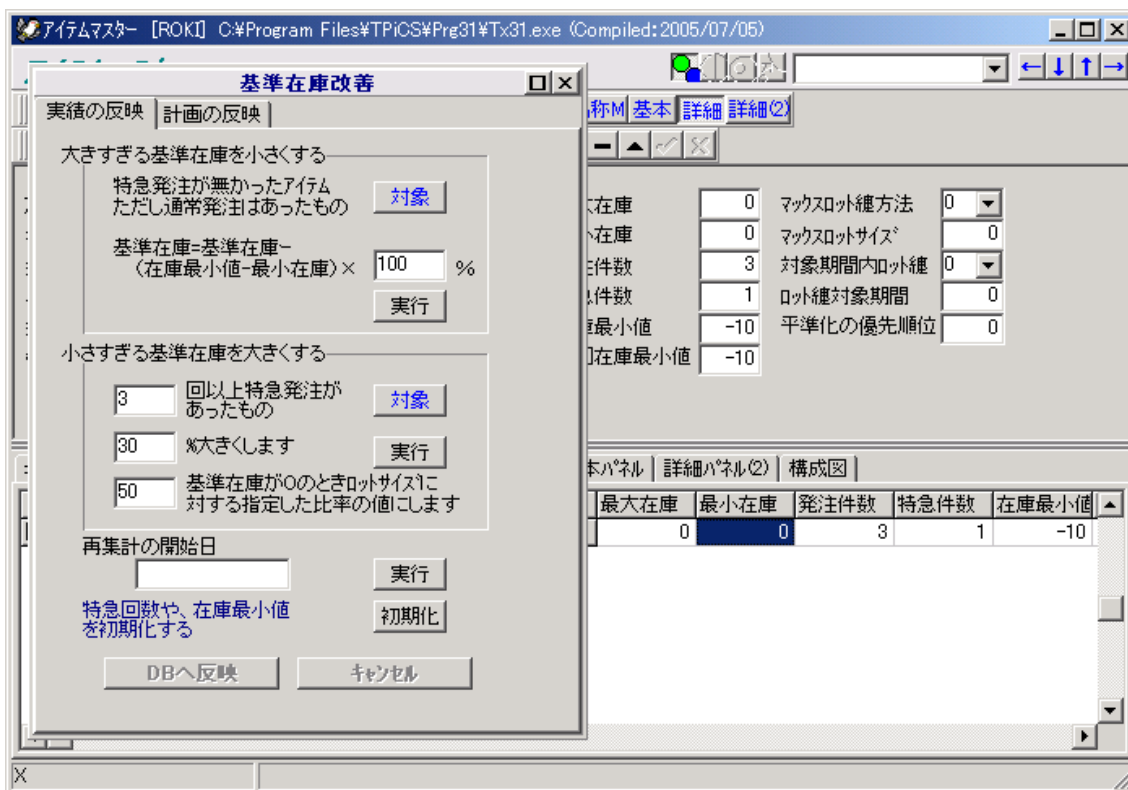 アイテムマスター [ROKI] C:¥Program Files¥TPiCS¥Prg31¥Tx31.exe (Compiled:2005/07/05)
基準在庫改善
実績の反映
計画の反映
称M
基本
詳細
詳細(2)
大きすぎる基準在庫を小さくする
特急発注が無かったアイテム
ただし通常発注はあったもの
対象
基準在庫=基準在庫-
(在庫最小値-最小在庫)×
100
%
実行
小さすぎる基準在庫を大きくする
3
回以上特急発注が
あったもの
対象
30
%大きくします
実行
50
基準在庫が0のときロットサイズ1に
対する指定した比率の値にします
再集計の開始日
実行
特急回数や、在庫最小値
を初期化する
初期化
DBへ反映
キャンセル
大在庫 0
小在庫 0
注件数 3
急件数 1
庫最小値 -10
在庫最小値 -10
マックスロット纏方法 0
マックスロットサイズ 0
対象期間内ロット纏 0
ロット纏対象期間 0
平準化の優先順位 0
本パネル
詳細パネル(2)
構成図
最大在庫 最小在庫 発注件数 特急件数 在庫最小値
0 0 3 1 -10
X